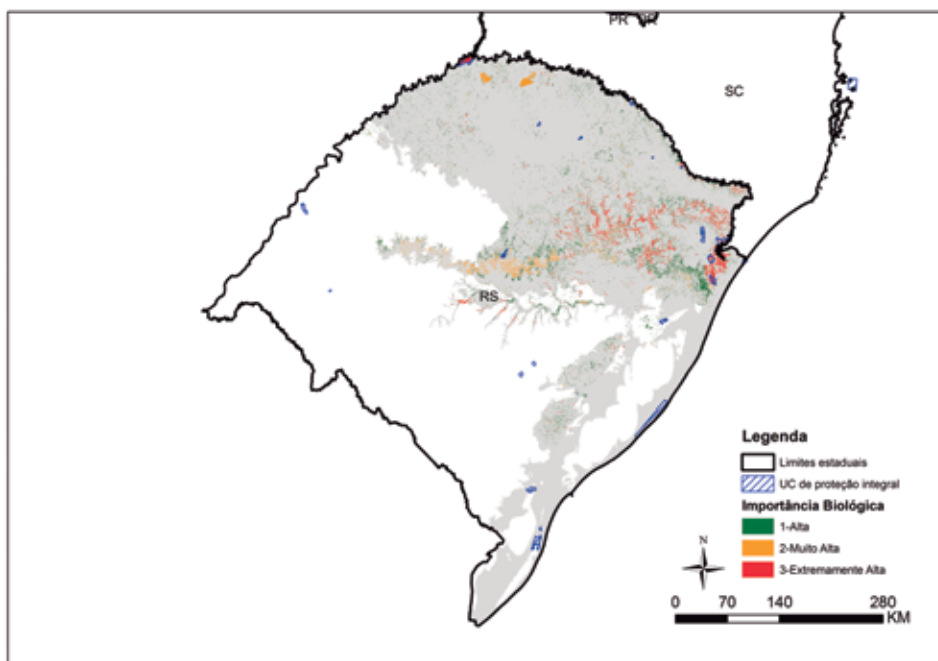 PR
SC
RS
Legenda
Limites estaduais
UC de proteção integral
Importância Biológica
1-Alta
2-Muito Alta
3-Extremamente Alta
N
0 70 140 280
KM